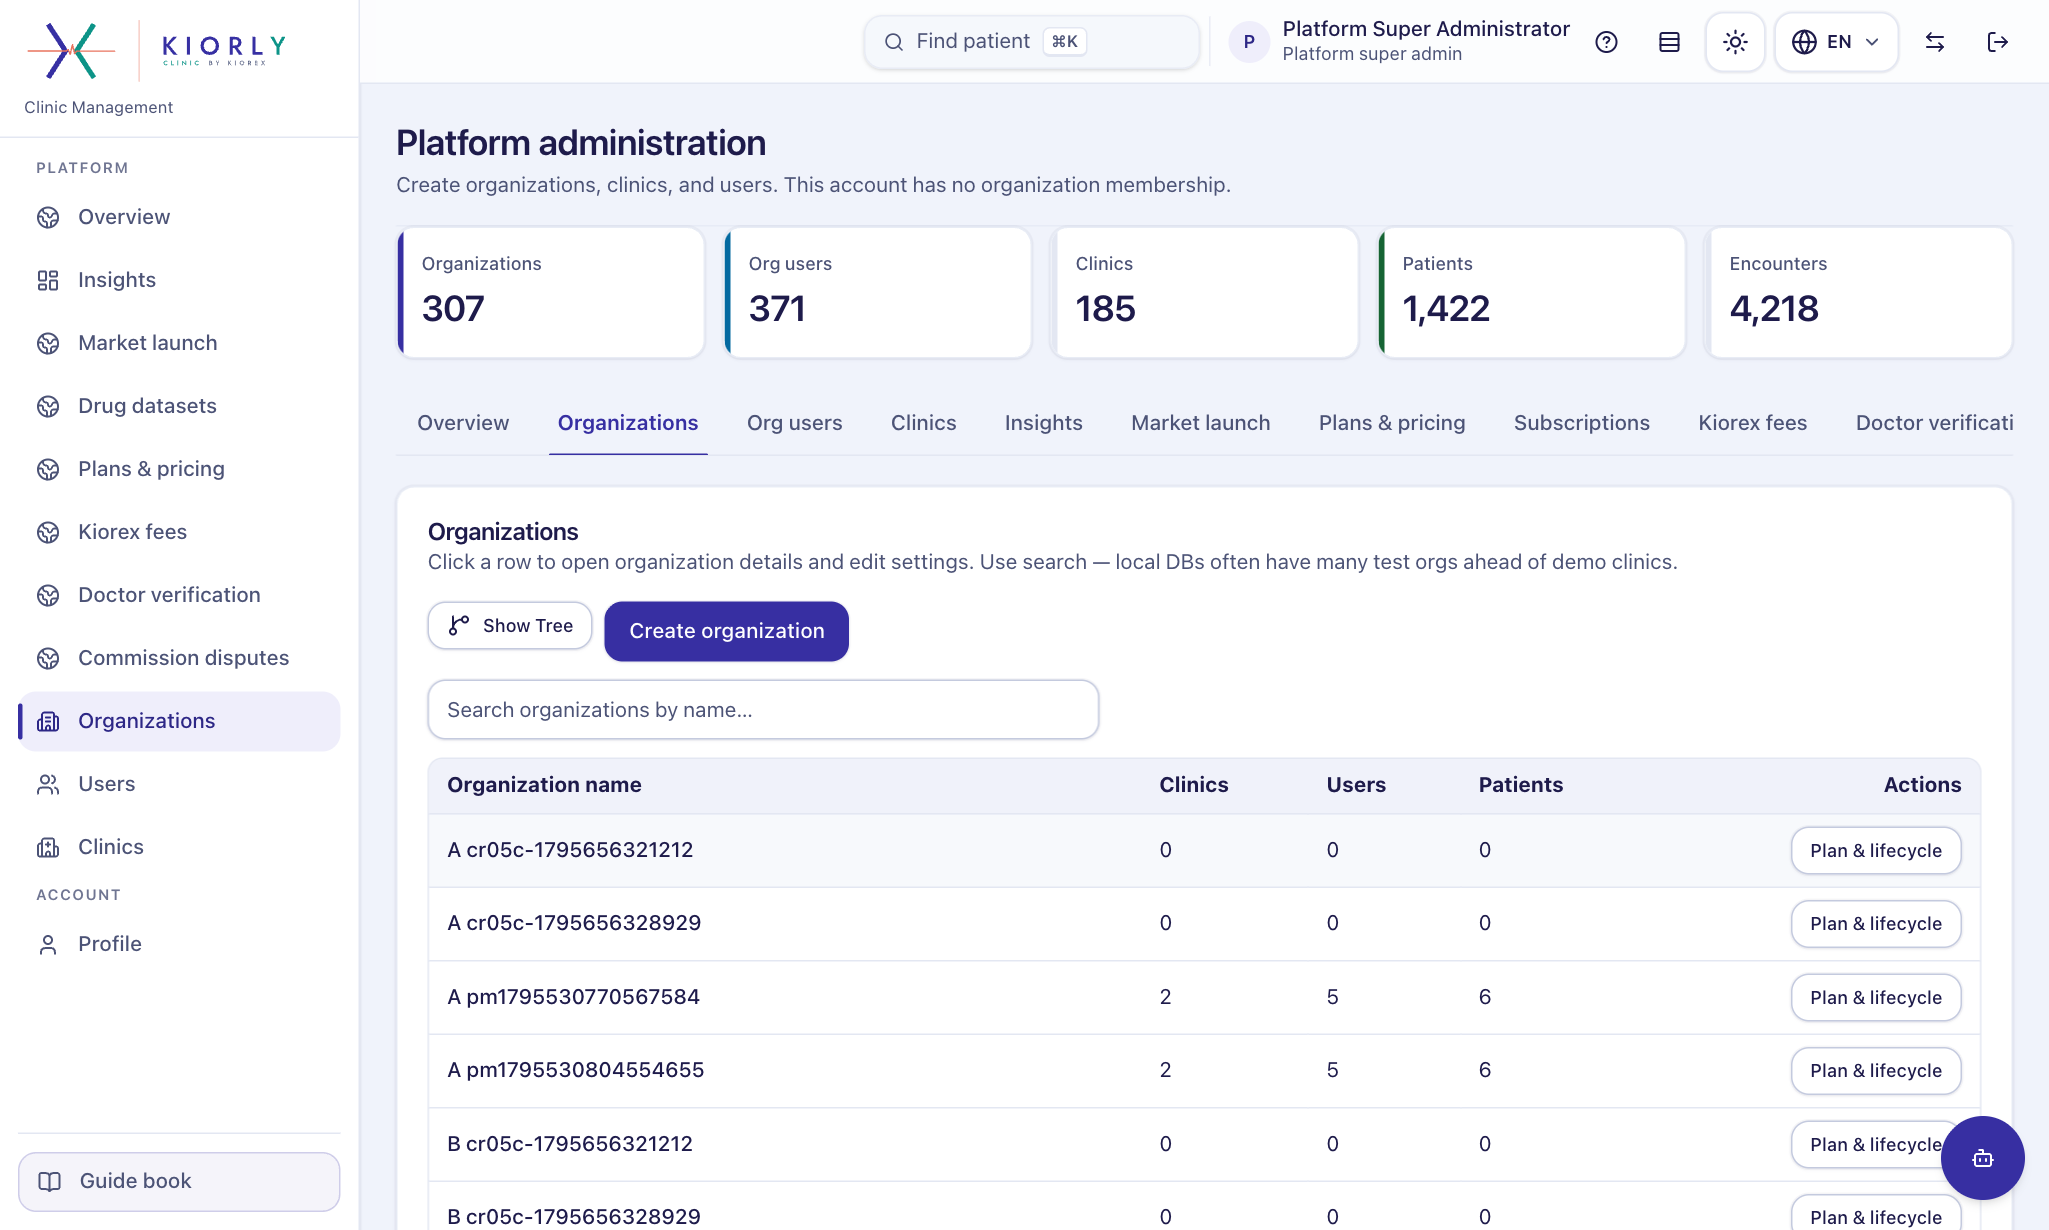 KIORLY
CLINIC BY KIOREX
Clinic Management
PLATFORM
Overview
Insights
Market launch
Drug datasets
Plans & pricing
Kiorex fees
Doctor verification
Commission disputes
Organizations
Users
Clinics
ACCOUNT
Profile
Guide book
Find patient ⌘K
P
Platform Super Administrator
Platform super admin
EN
Platform administration
Create organizations, clinics, and users. This account has no organization membership.
Organizations
307
Org users
371
Clinics
185
Patients
1,422
Encounters
4,218
Overview Organizations Org users Clinics Insights Market launch Plans & pricing Subscriptions Kiorex fees Doctor verificati
Organizations
Click a row to open organization details and edit settings. Use search — local DBs often have many test orgs ahead of demo clinics.
Show Tree
Create organization
Search organizations by name...
Organization name Clinics Users Patients Actions
A cr05c-1795656321212 0 0 0 Plan & lifecycle
A cr05c-1795656328929 0 0 0 Plan & lifecycle
A pm1795530770567584 2 5 6 Plan & lifecycle
A pm1795530804554655 2 5 6 Plan & lifecycle
B cr05c-1795656321212 0 0 0 Plan & lifecycle
B cr05c-1795656328929 0 0 0 Plan & lifecycle